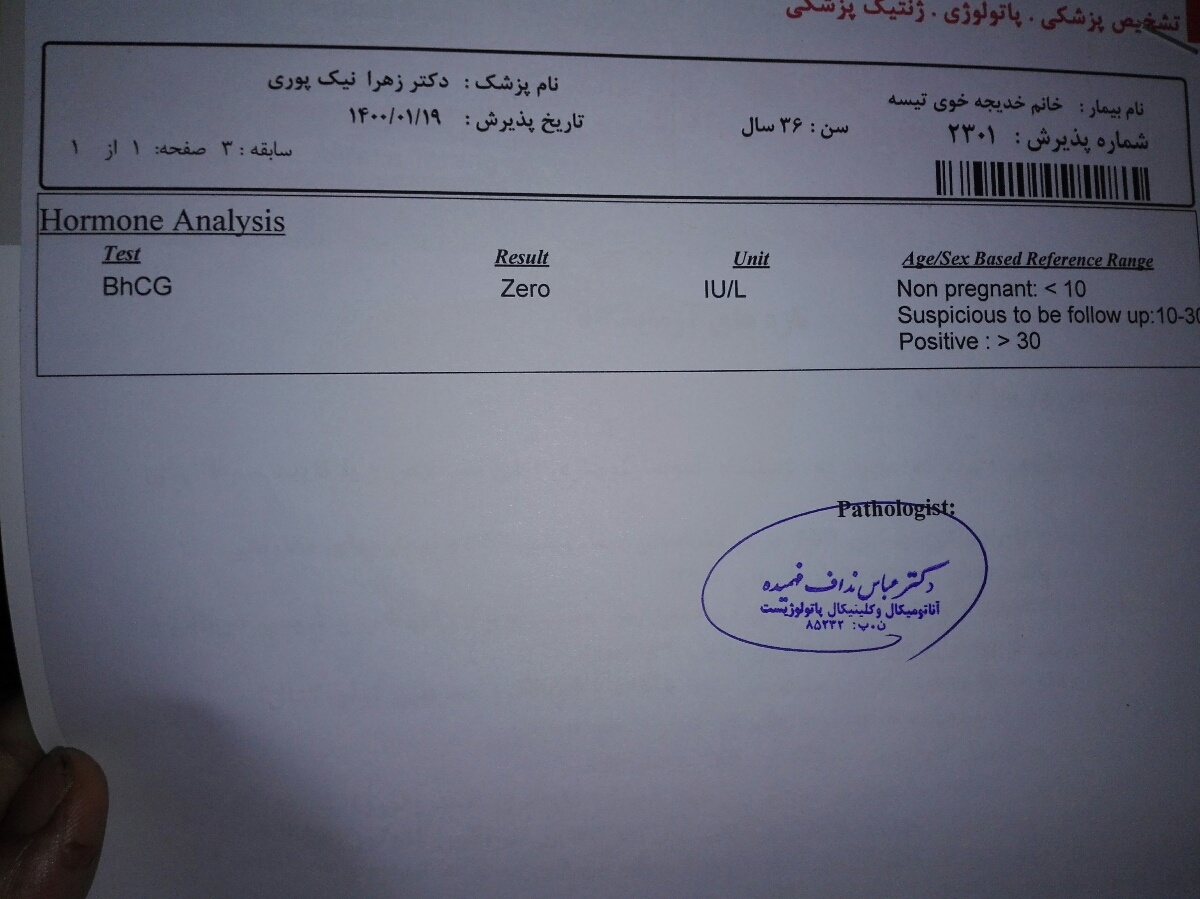 تشخیص پزشکی . پاتولوژی . ژنتیک پزشکی
نام بیمار : خانم خدیجه خوی تیسه
نام پزشک : دکتر زهرا نیک پوری
شماره پذیرش : ۲۳۰۱
سن : ۳۶ سال
تاریخ پذیرش : ۱۴۰۰/۰۱/۱۹
سابقه : ۳ صفحه: ۱ از ۱
Hormone Analysis
Test Result Unit Age/Sex Based Reference Range
BhCG Zero IU/L Non pregnant: < 10
Suspicious to be follow up:10-30
Positive : > 30
Pathologist:
دکتر عباس نداف فهمیده
آناتومیکال وکلینیکال پاتولوژیست
ن.پ: ۸۵۲۳۲